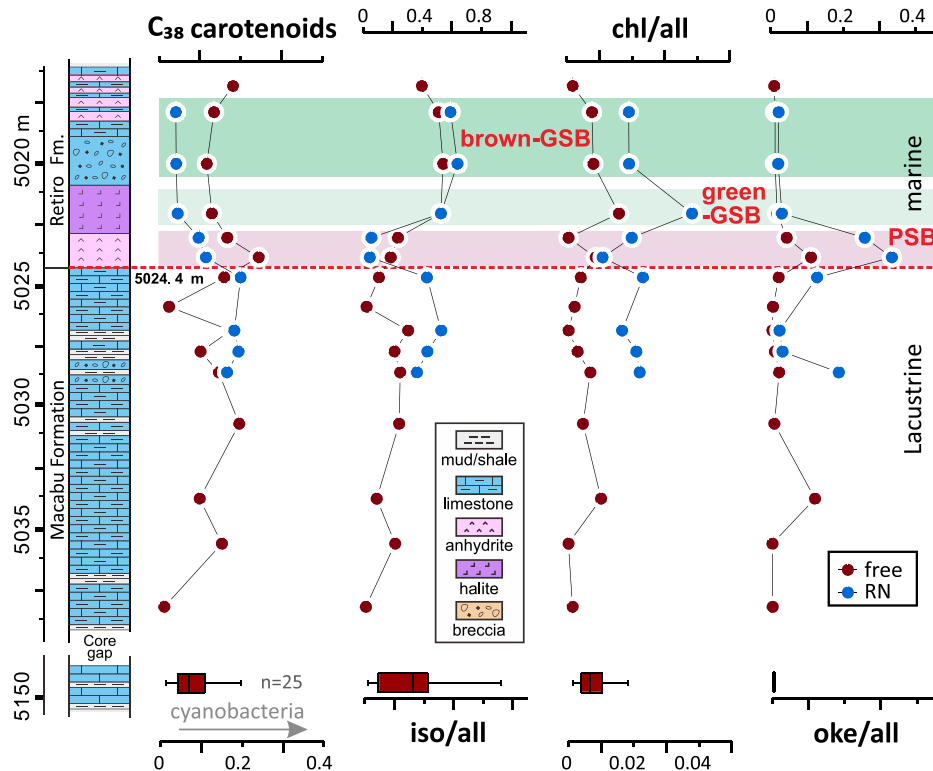 C₃₈ carotenoids
0 0.4 0.8
chl/all
0 0.2 0.4
Retiro Fm.
Macabu Formation
5020 m
5025
5030
5035
5150
brown-GSB
green
-GSB
PSB
marine
Lacustrine
5024.4 m
mud/shale
limestone
anhydrite
halite
breccia
free
RN
Core
gap
n=25
cyanobacteria
iso/all
oke/all
0 0.2 0.4
0 0.02 0.04